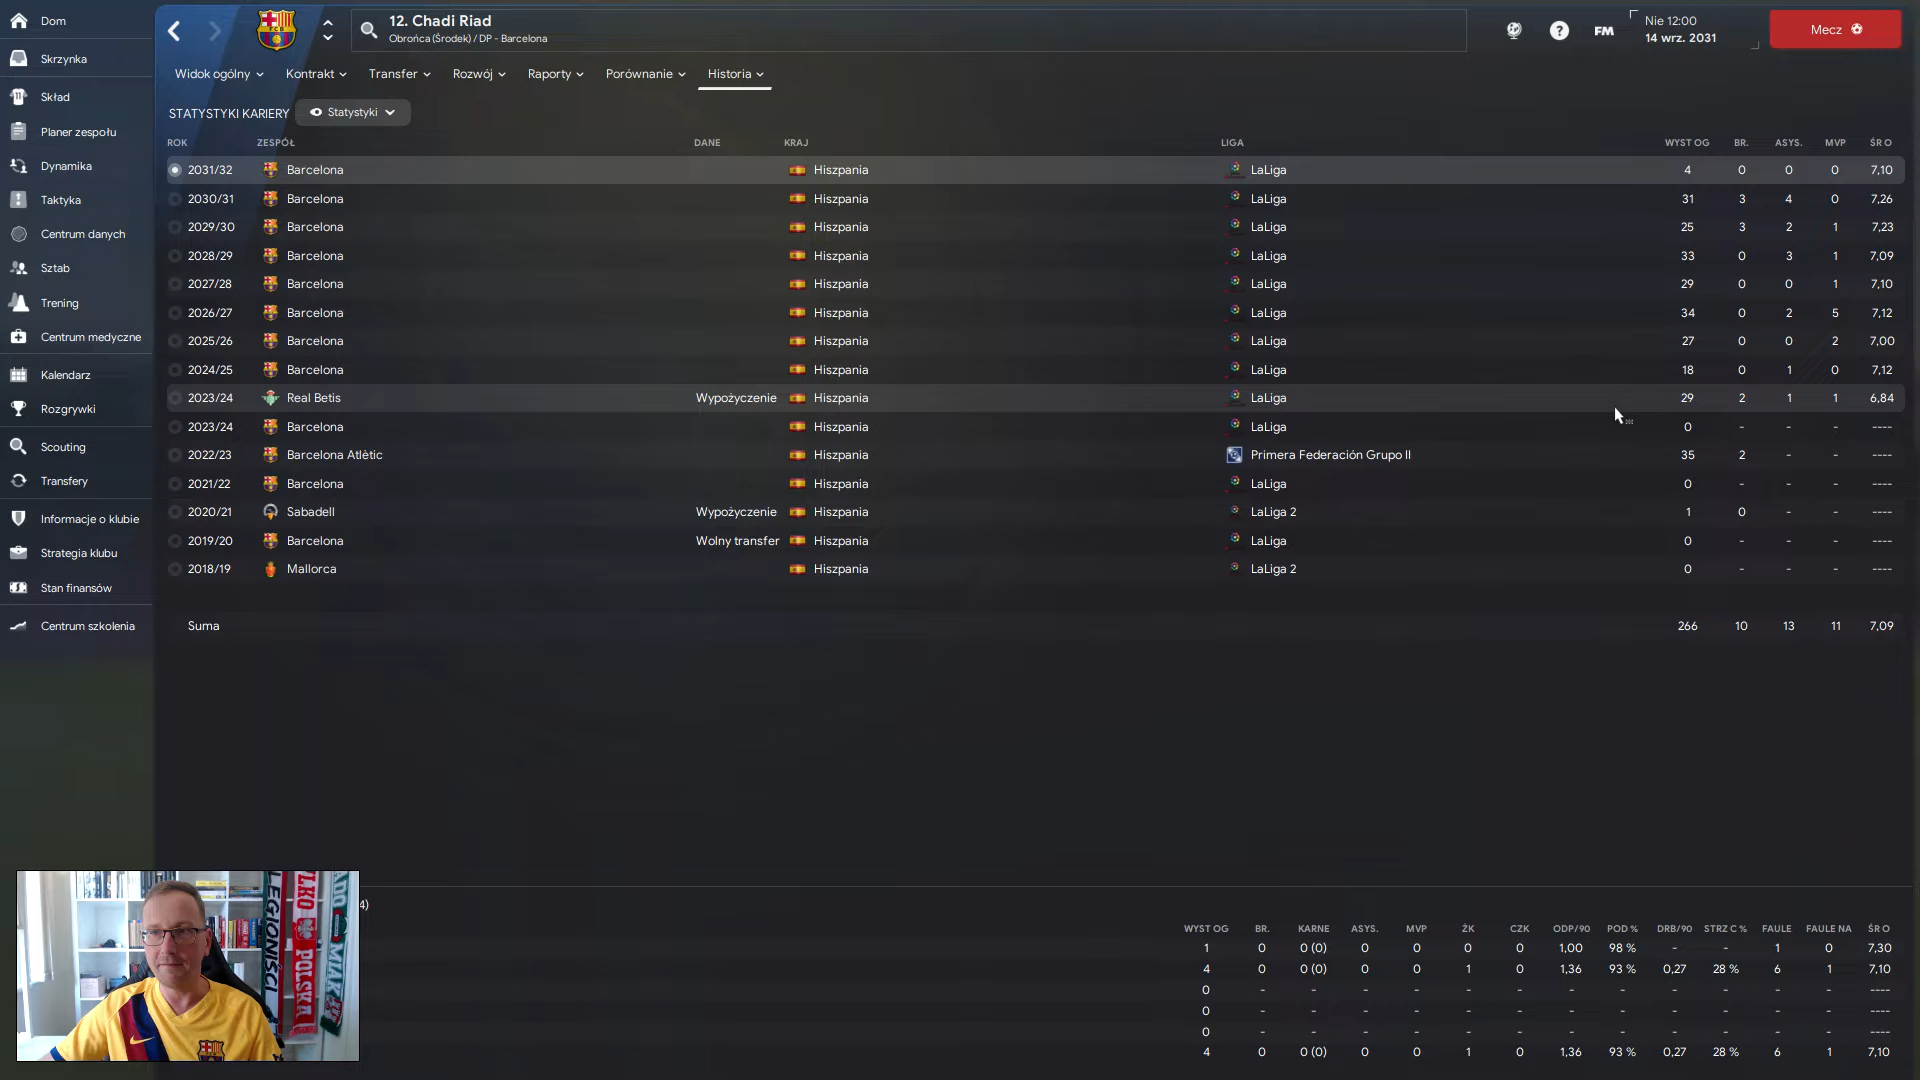 Dom
Skrzynka
Skład
Planer zespołu
Dynamika
Taktyka
Centrum danych
Sztab
Trening
Centrum medyczne
Kalendarz
Rozgrywki
Scouting
Transfery
Informacje o klubie
Strategia klubu
Stan finansów
Centrum szkolenia
12. Chadi Riad
Obrońca (Środek) / DP - Barcelona
FM
Nie 12:00
14 wrz. 2031
Mecz
Widok ogólny Kontrakt Transfer Rozwój Raporty Porównanie Historia
STATYSTYKI KARIERY Statystyki
ROK ZESPÓŁ DANE KRAJ LIGA WYST OG BR. ASYS. MVP ŚR O
2031/32 Barcelona Hiszpania LaLiga 4 0 0 0 7,10
2030/31 Barcelona Hiszpania LaLiga 31 3 4 0 7,26
2029/30 Barcelona Hiszpania LaLiga 25 3 2 1 7,23
2028/29 Barcelona Hiszpania LaLiga 33 0 3 1 7,09
2027/28 Barcelona Hiszpania LaLiga 29 0 0 1 7,10
2026/27 Barcelona Hiszpania LaLiga 34 0 2 5 7,12
2025/26 Barcelona Hiszpania LaLiga 27 0 0 2 7,00
2024/25 Barcelona Hiszpania LaLiga 18 0 1 0 7,12
2023/24 Real Betis Wypożyczenie Hiszpania LaLiga 29 2 1 1 6,84
2023/24 Barcelona Hiszpania LaLiga 0 - - - ----
2022/23 Barcelona Atlètic Hiszpania Primera Federación Grupo II 35 2 - - ----
2021/22 Barcelona Hiszpania LaLiga 0 - - - ----
2020/21 Sabadell Wypożyczenie Hiszpania LaLiga 2 1 0 - - ----
2019/20 Barcelona Wolny transfer Hiszpania LaLiga 0 - - - ----
2018/19 Mallorca Hiszpania LaLiga 2 0 - - - ----
Suma 266 10 13 11 7,09
4)
WYST OG BR. KARNE ASYS. MVP ŻK CZK ODP/90 POD % DRB/90 STRZ C % FAULE FAULE NA ŚR O
1 0 0 (0) 0 0 0 0 1,00 98 % - - 1 0 7,30
4 0 0 (0) 0 0 1 0 1,36 93 % 0,27 28 % 6 1 7,10
0 - - - - - - - - - - - - ----
0 - - - - - - - - - - - - ----
0 - - - - - - - - - - - - ----
4 0 0 (0) 0 0 1 0 1,36 93 % 0,27 28 % 6 1 7,10
LEGIONIŚCI
POLSKA